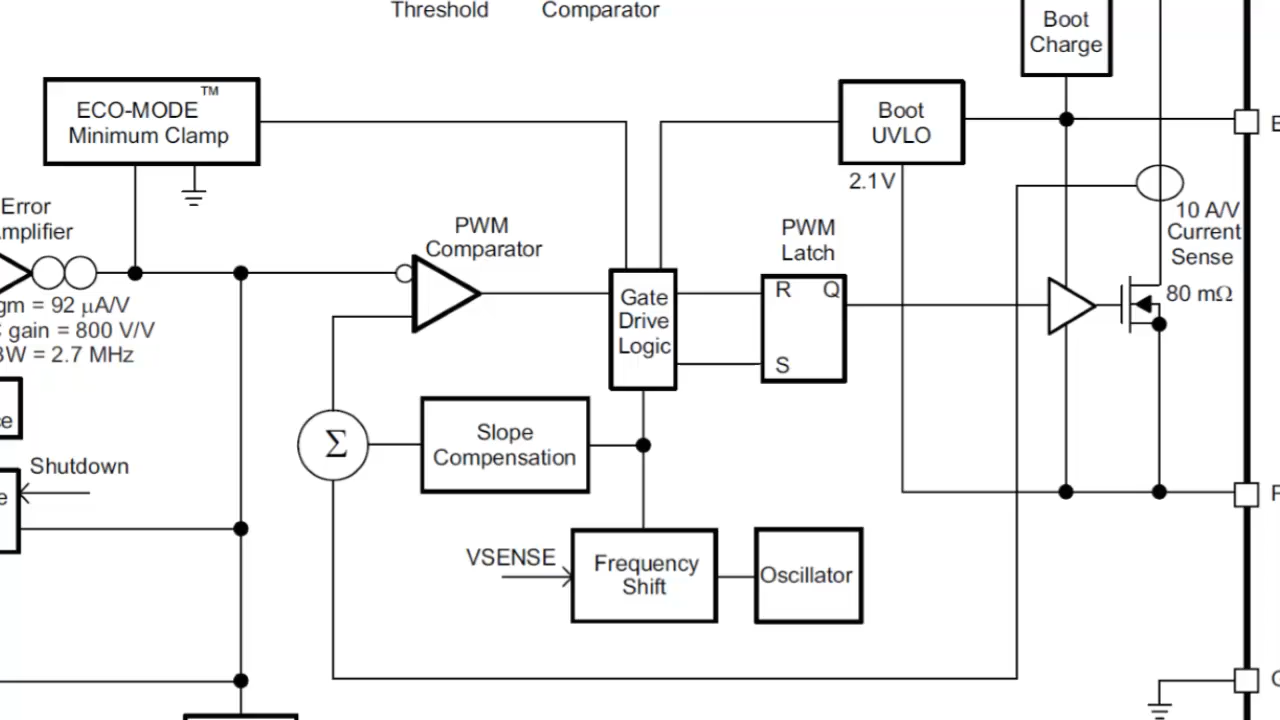 Threshold
Comparator
Boot
Charge
ECO-MODE™
Minimum Clamp
Boot
UVLO
2.1V
Error
mplifier
gm = 92 µA/V
gain = 800 V/V
BW = 2.7 MHz
PWM
Comparator
PWM
Latch
10 A/V
Current
Sense
80 mΩ
Gate
Drive
Logic
R Q
S
Σ
Slope
Compensation
ce
Shutdown
e
VSENSE
Frequency
Shift
Oscillator